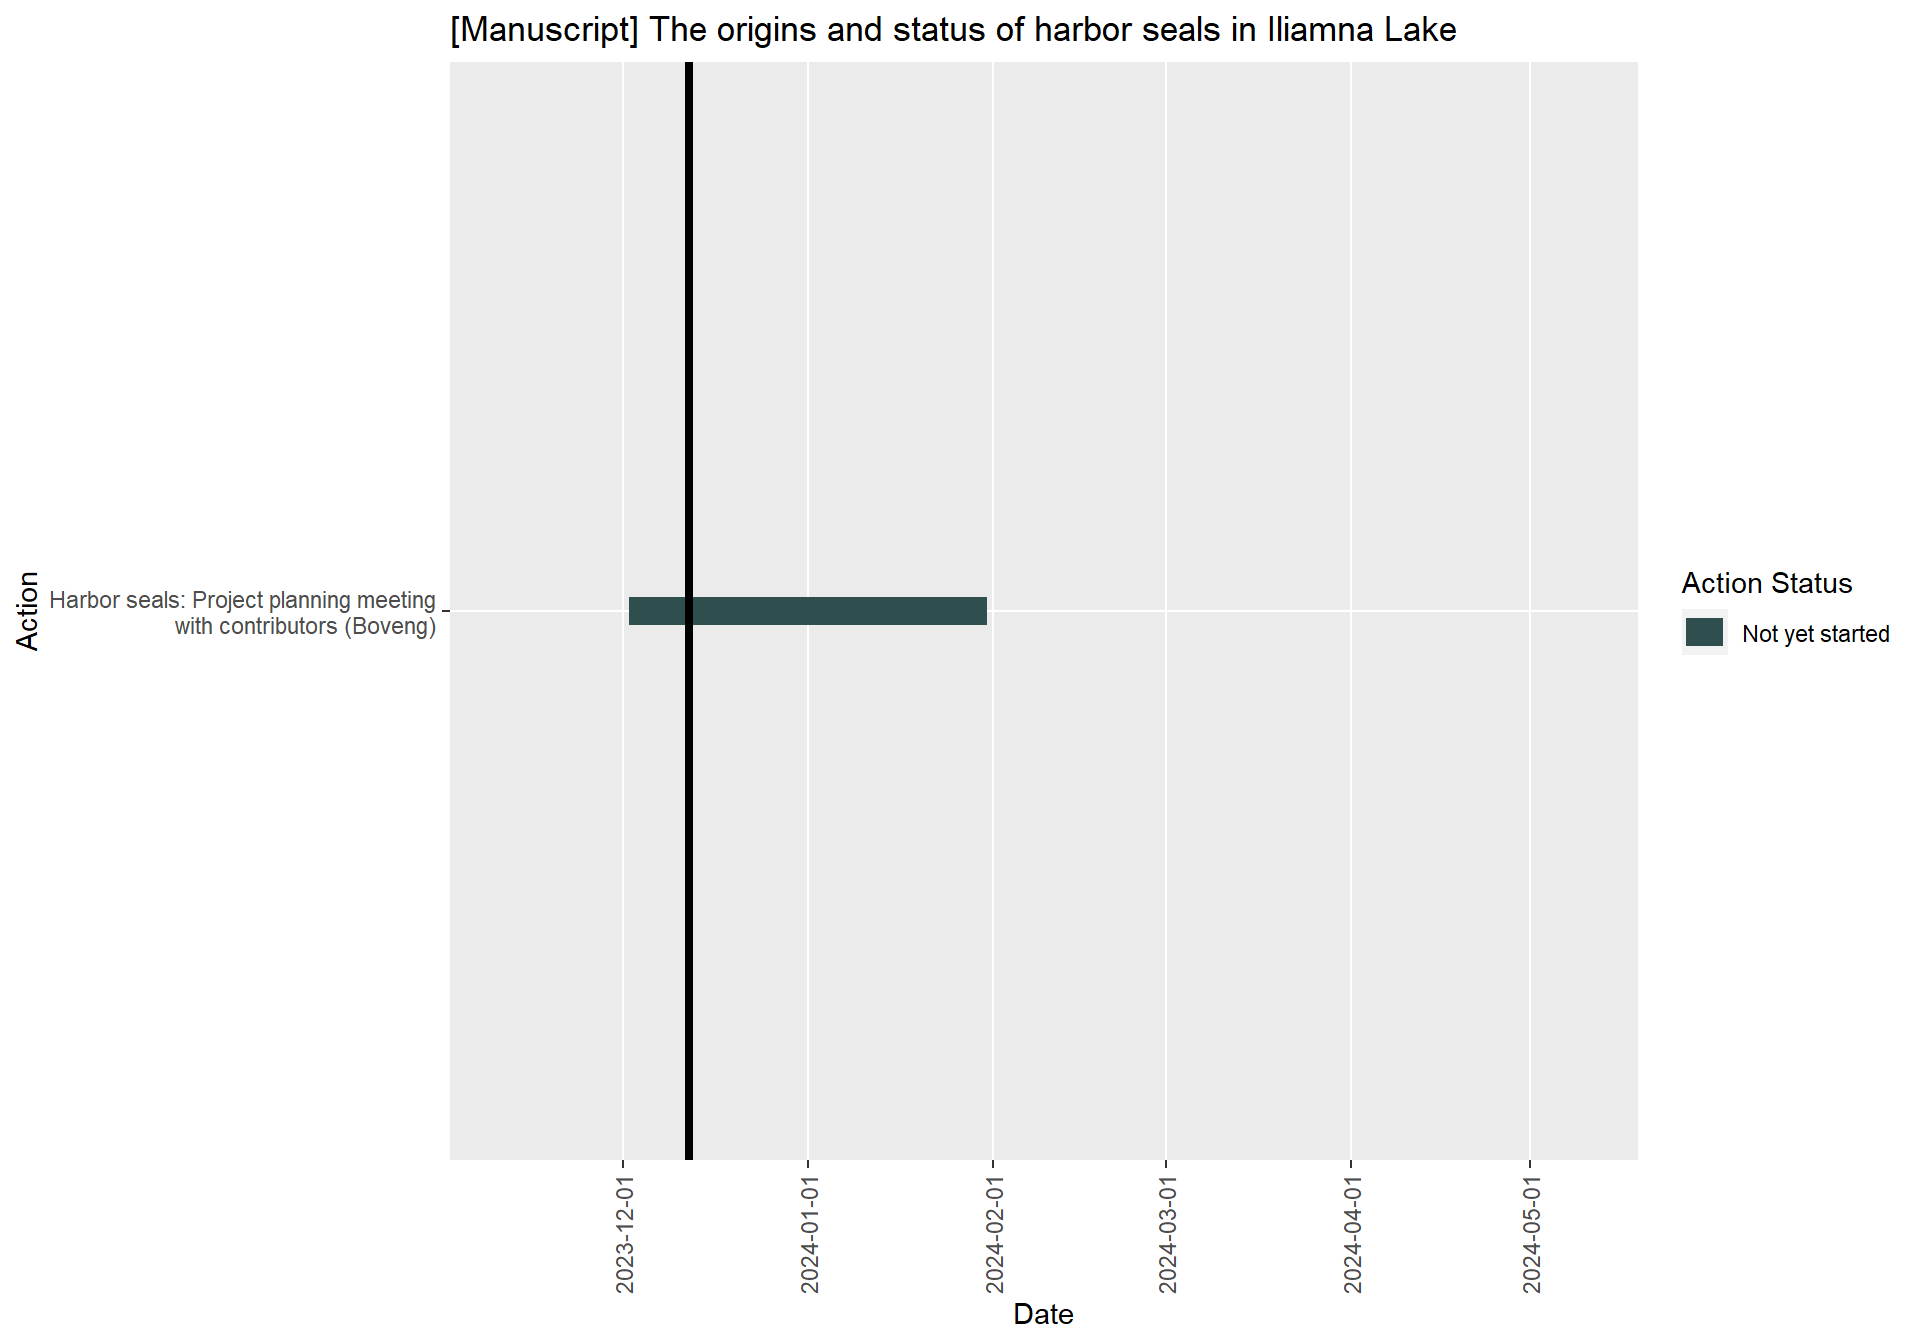 [Manuscript] The origins and status of harbor seals in Iliamna Lake
Action
Harbor seals: Project planning meeting
with contributors (Boveng)
Action Status
Not yet started
2023-12-01
2024-01-01
2024-02-01
2024-03-01
2024-04-01
2024-05-01
Date